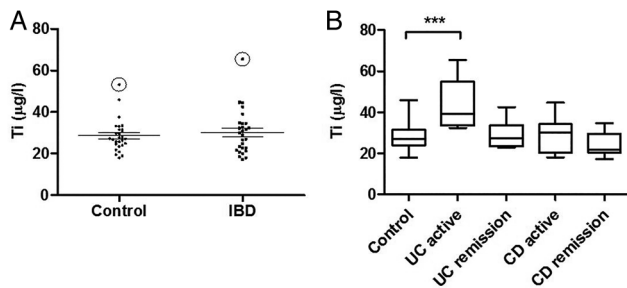 A
Ti (µg/l)
80
60
40
20
0
Control
IBD
B
***
Ti (µg/l)
80
60
40
20
0
Control
UC active
UC remission
CD active
CD remission